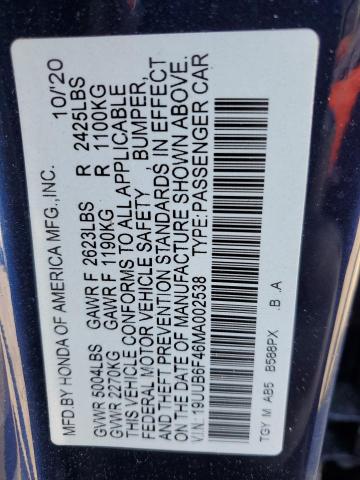 MFD.BY HONDA OF AMERICA MFG.,INC. 10/'20
GVWR 5004LBS GAWR F 2623LBS R 2425LBS
GVWR 2270KG GAWR F 1190KG R 1100KG
THIS VEHICLE CONFORMS TO ALL APPLICABLE
FEDERAL MOTOR VEHICLE SAFETY, BUMPER,
AND THEFT PREVENTION STANDARDS IN EFFECT
ON THE DATE OF MANUFACTURE SHOWN ABOVE.
V.I.N: 19UUB6F46MA002538 TYPE: PASSENGER CAR
TGY M AB5 B588PX .B .A